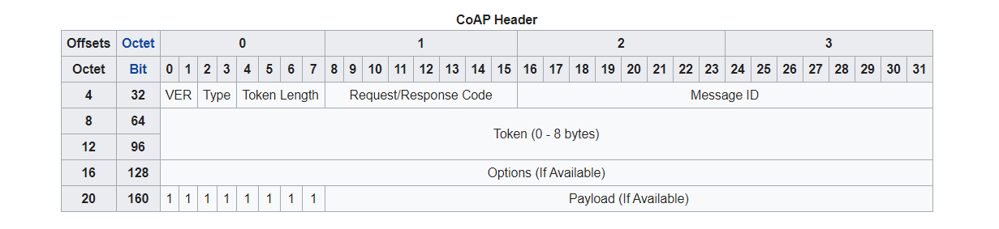 CoAP Header
Offsets Octet 0 1 2 3
Octet Bit 0 1 2 3 4 5 6 7 8 9 10 11 12 13 14 15 16 17 18 19 20 21 22 23 24 25 26 27 28 29 30 31
4 32 VER Type Token Length Request/Response Code Message ID
8 64
Token (0 - 8 bytes)
12 96
16 128 Options (If Available)
20 160 1 1 1 1 1 1 1 1 Payload (If Available)